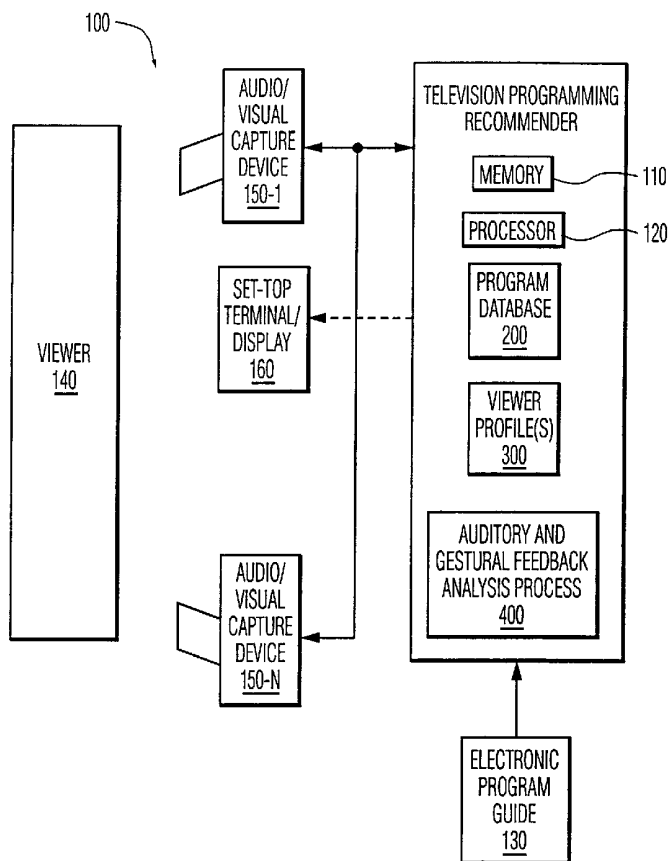 100
AUDIO/
VISUAL
CAPTURE
DEVICE
150-1
TELEVISION PROGRAMMING
RECOMMENDER
MEMORY
110
PROCESSOR
120
PROGRAM
DATABASE
200
SET-TOP
TERMINAL/
DISPLAY
160
VIEWER
140
VIEWER
PROFILE(S)
300
AUDITORY AND
GESTURAL FEEDBACK
ANALYSIS PROCESS
400
AUDIO/
VISUAL
CAPTURE
DEVICE
150-N
ELECTRONIC
PROGRAM
GUIDE
130